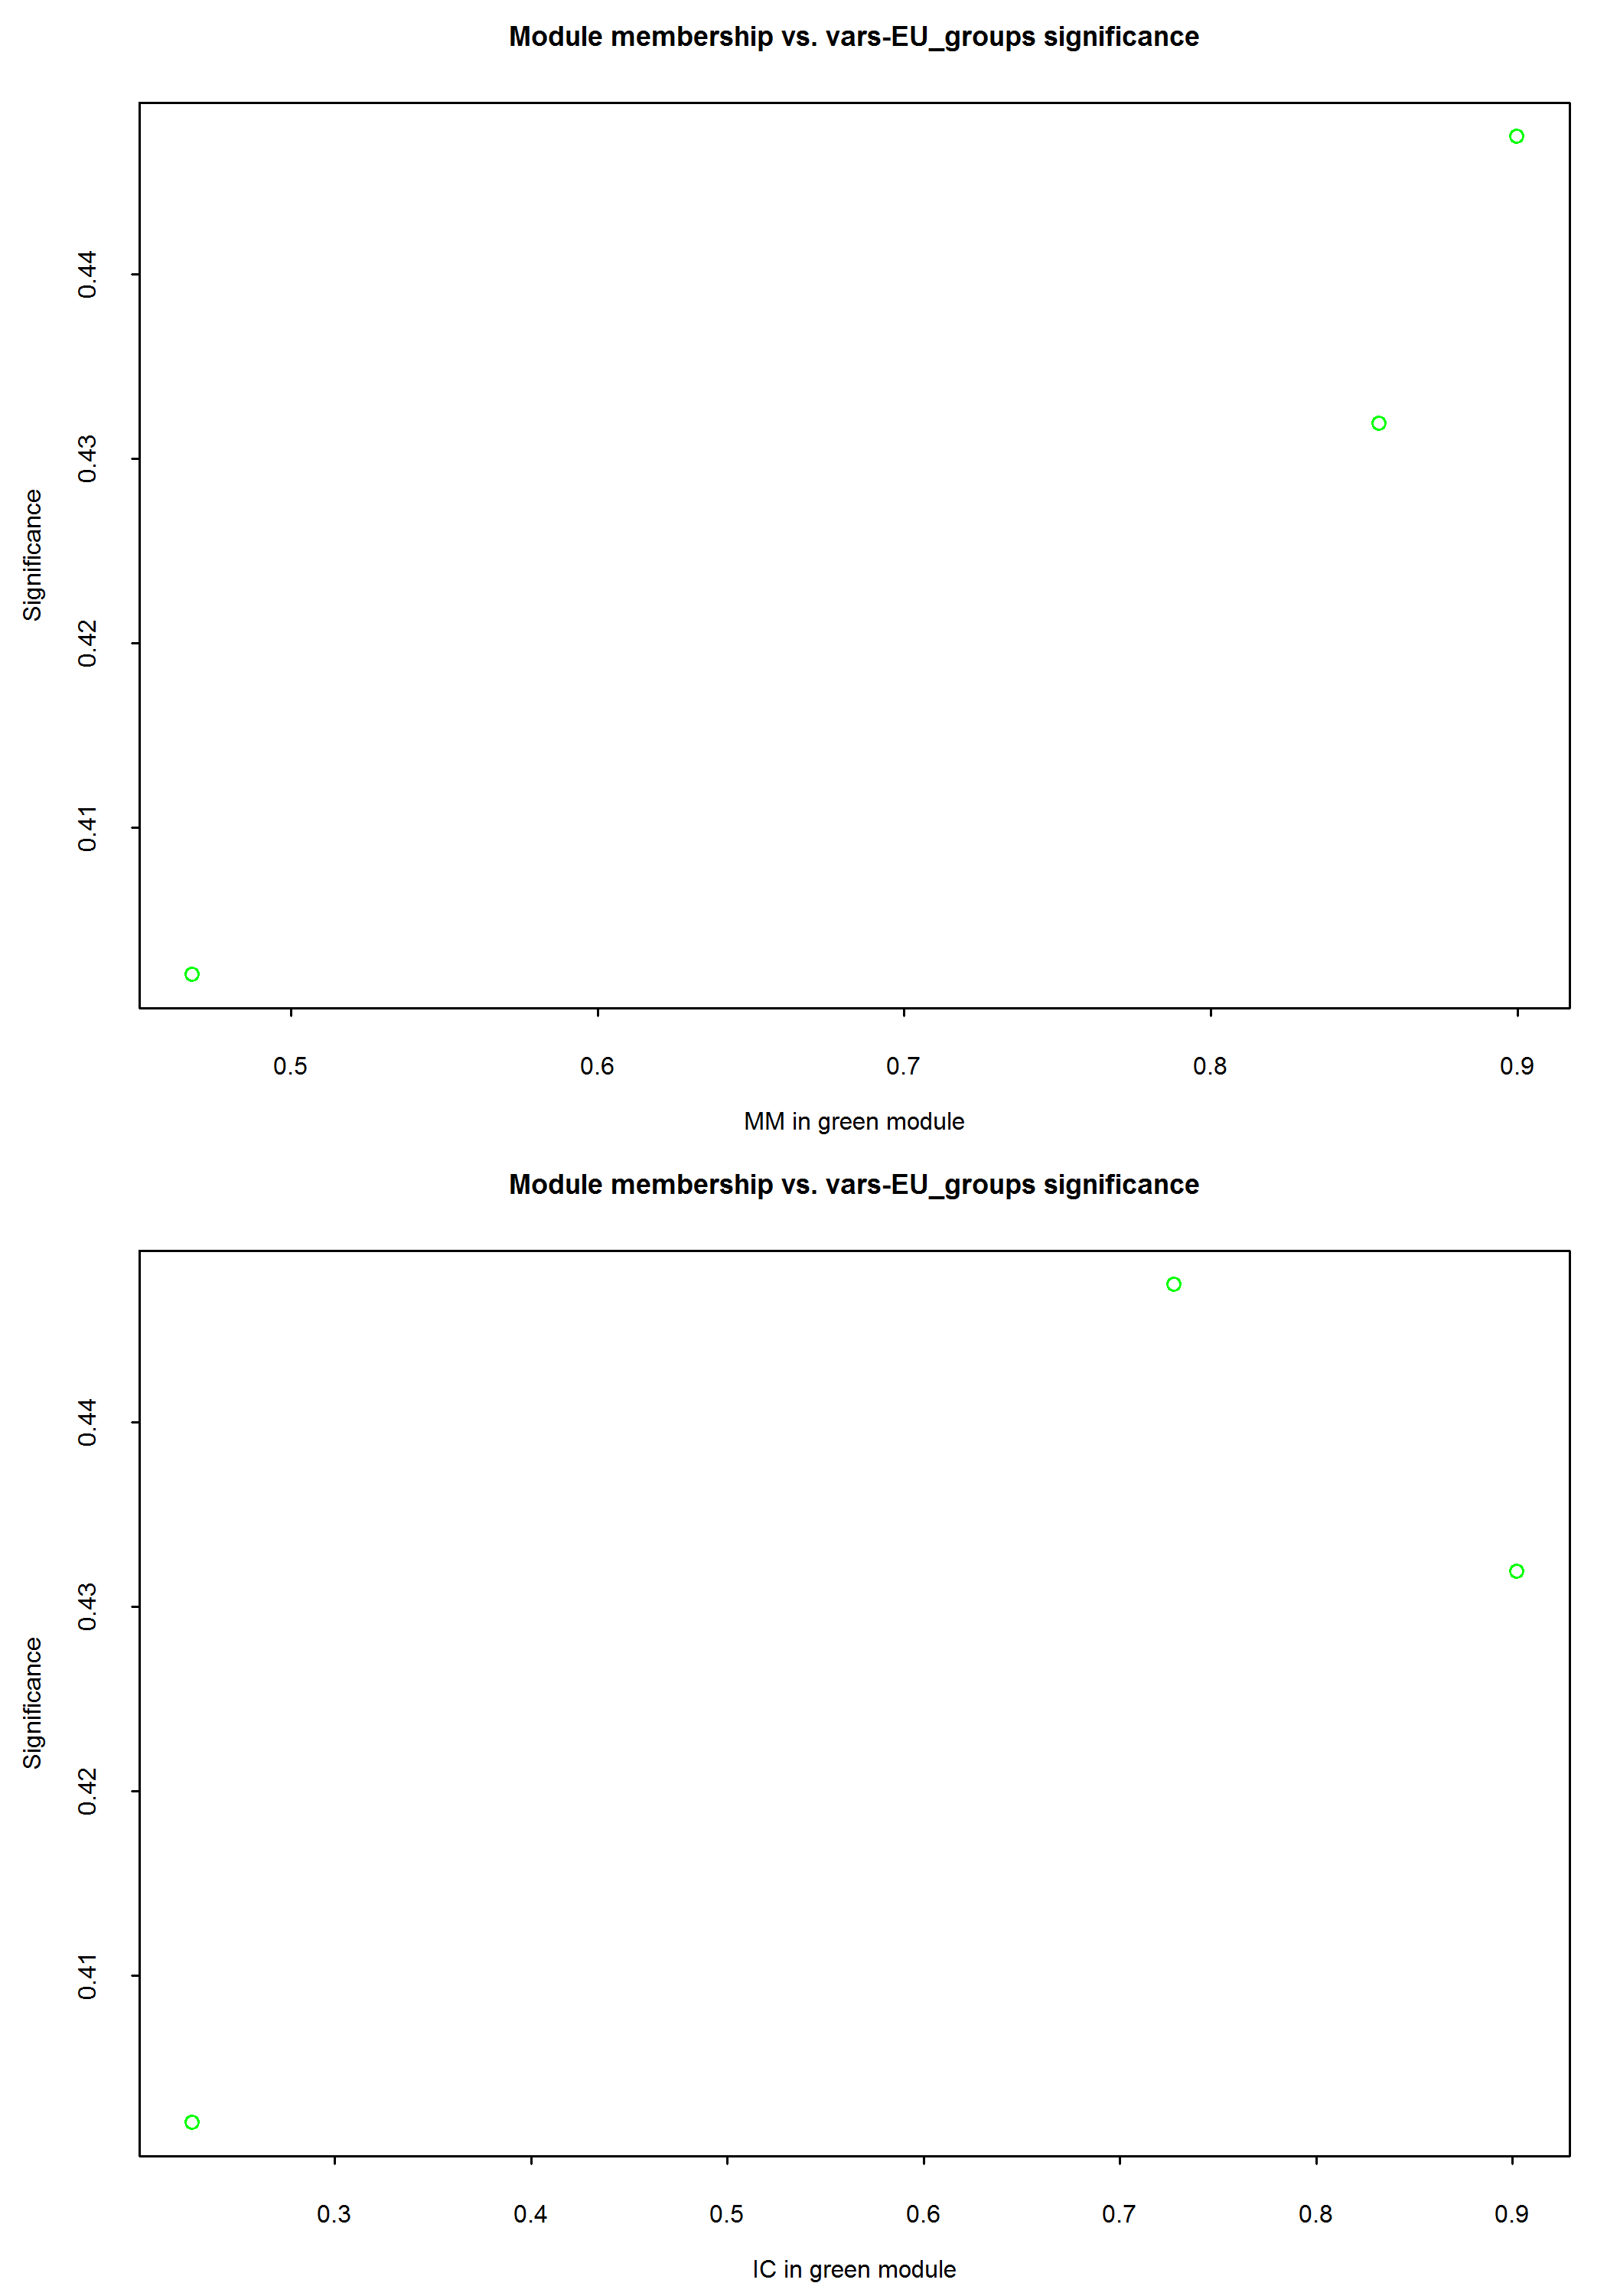 Module membership vs. vars-EU_groups significance
Significance
0.44
0.43
0.42
0.41
0.5 0.6 0.7 0.8 0.9
MM in green module
Module membership vs. vars-EU_groups significance
Significance
0.44
0.43
0.42
0.41
0.3 0.4 0.5 0.6 0.7 0.8 0.9
IC in green module